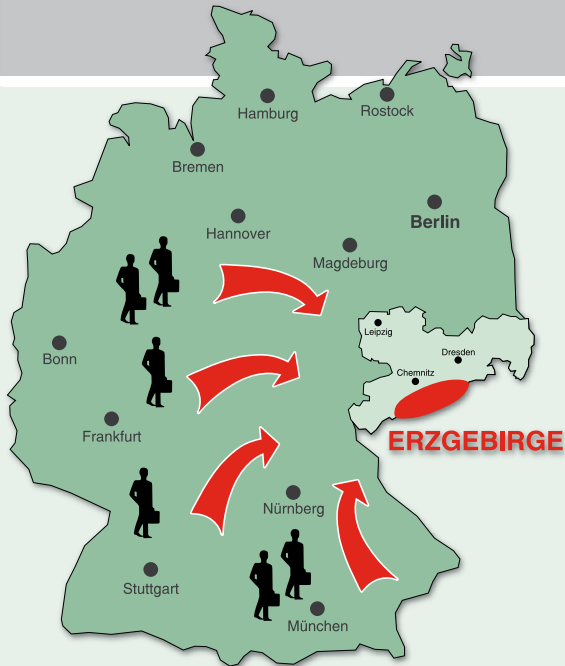 Hamburg
Rostock
Bremen
Berlin
Hannover
Magdeburg
Leipzig
Dresden
Bonn
Chemnitz
Frankfurt
ERZGEBIRGE
Nürnberg
Stuttgart
München